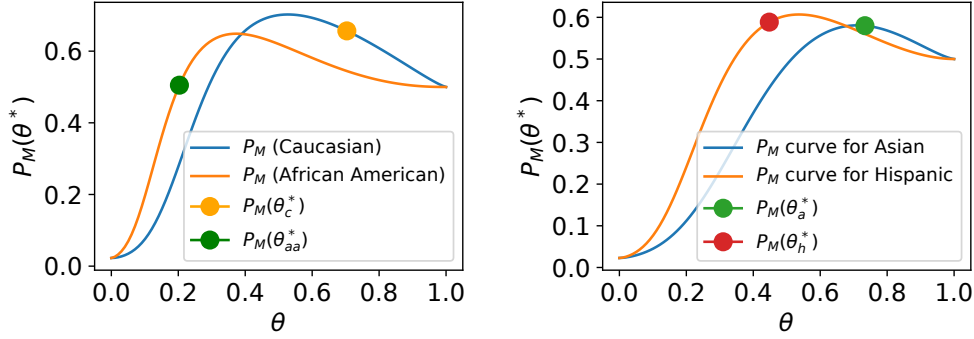 P_M(θ*)
0.6
0.4
0.2
0.0
P_M (Caucasian)
P_M (African American)
P_M(θ_c^*)
P_M(θ_{aa}^*)
0.0 0.2 0.4 0.6 0.8 1.0
θ
P_M(θ*)
0.6
0.5
0.4
0.3
0.2
0.1
0.0
P_M curve for Asian
P_M curve for Hispanic
P_M(θ_a^*)
P_M(θ_h^*)
0.0 0.2 0.4 0.6 0.8 1.0
θ